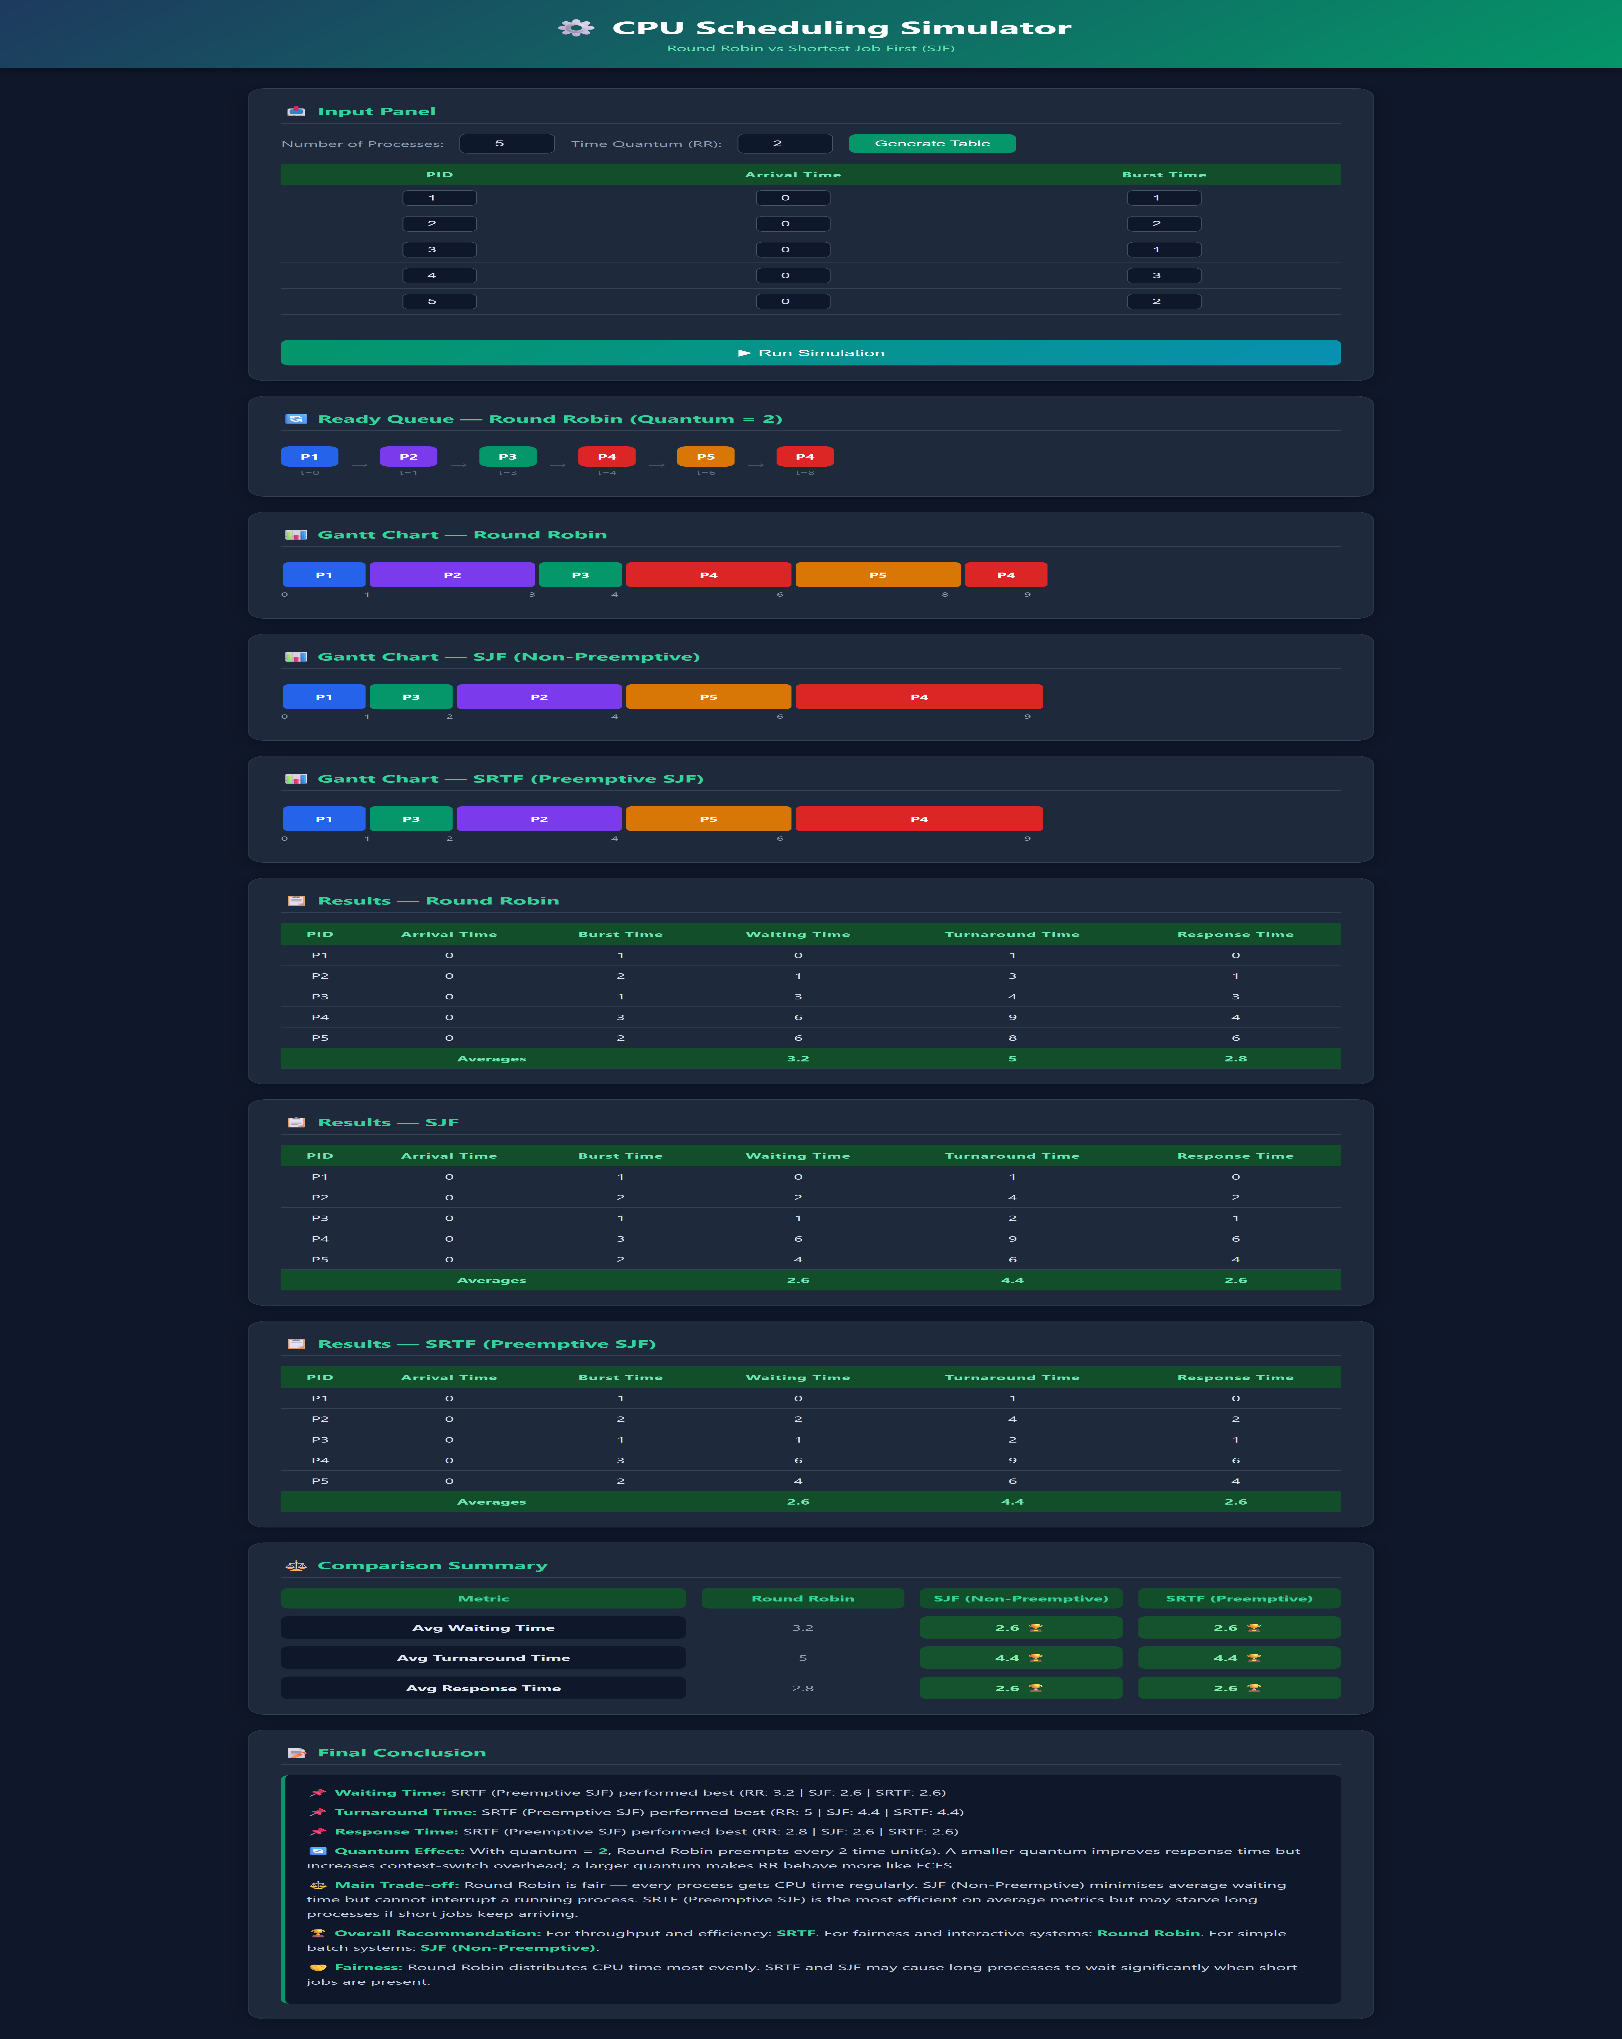 ⚙️ CPU Scheduling Simulator
Round Robin vs Shortest Job First (SJF)
📥 Input Panel
Number of Processes: 5 Time Quantum (RR): 2 Generate Table
PID Arrival Time Burst Time
1 0 1
2 0 2
3 0 1
4 0 3
5 0 2
▶ Run Simulation
🔄 Ready Queue — Round Robin (Quantum = 2)
P1 → P2 → P3 → P4 → P5 → P4
t=0 t=1 t=3 t=4 t=6 t=8
📊 Gantt Chart — Round Robin
P1 P2 P3 P4 P5 P4
0 1 3 4 6 8 9
📊 Gantt Chart — SJF (Non-Preemptive)
P1 P3 P2 P5 P4
0 1 2 4 6 9
📊 Gantt Chart — SRTF (Preemptive SJF)
P1 P3 P2 P5 P4
0 1 2 4 6 9
📋 Results — Round Robin
PID Arrival Time Burst Time Waiting Time Turnaround Time Response Time
P1 0 1 0 1 0
P2 0 2 1 3 1
P3 0 1 3 4 3
P4 0 3 6 9 4
P5 0 2 6 8 6
Averages 3.2 5 2.8
📋 Results — SJF
PID Arrival Time Burst Time Waiting Time Turnaround Time Response Time
P1 0 1 0 1 0
P2 0 2 2 4 2
P3 0 1 1 2 1
P4 0 3 6 9 6
P5 0 2 4 6 4
Averages 2.6 4.4 2.6
📋 Results — SRTF (Preemptive SJF)
PID Arrival Time Burst Time Waiting Time Turnaround Time Response Time
P1 0 1 0 1 0
P2 0 2 2 4 2
P3 0 1 1 2 1
P4 0 3 6 9 6
P5 0 2 4 6 4
Averages 2.6 4.4 2.6
⚖️ Comparison Summary
Metric Round Robin SJF (Non-Preemptive) SRTF (Preemptive)
Avg Waiting Time 3.2 2.6 🏆 2.6 🏆
Avg Turnaround Time 5 4.4 🏆 4.4 🏆
Avg Response Time 2.8 2.6 🏆 2.6 🏆
📝 Final Conclusion
📌 Waiting Time: SRTF (Preemptive SJF) performed best (RR: 3.2 | SJF: 2.6 | SRTF: 2.6)
📌 Turnaround Time: SRTF (Preemptive SJF) performed best (RR: 5 | SJF: 4.4 | SRTF: 4.4)
📌 Response Time: SRTF (Preemptive SJF) performed best (RR: 2.8 | SJF: 2.6 | SRTF: 2.6)
🔄 Quantum Effect: With quantum = 2, Round Robin preempts every 2 time unit(s). A smaller quantum improves response time but
increases context-switch overhead; a larger quantum makes RR behave more like FCFS.
⚖️ Main Trade-off: Round Robin is fair — every process gets CPU time regularly. SJF (Non-Preemptive) minimises average waiting
time but cannot interrupt a running process. SRTF (Preemptive SJF) is the most efficient on average metrics but may starve long
processes if short jobs keep arriving.
🏆 Overall Recommendation: For throughput and efficiency: SRTF. For fairness and interactive systems: Round Robin. For simple
batch systems: SJF (Non-Preemptive).
🤝 Fairness: Round Robin distributes CPU time most evenly. SRTF and SJF may cause long processes to wait significantly when short
jobs are present.